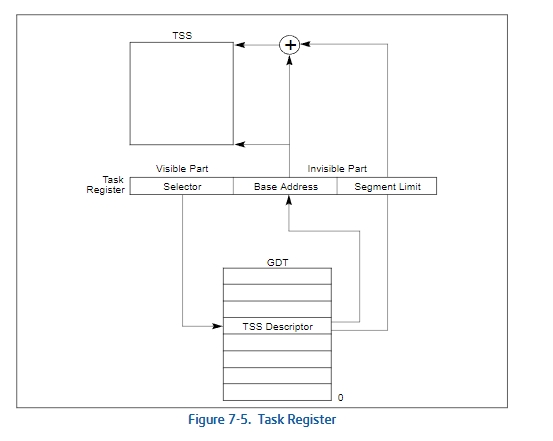 TSS
+
Visible Part
Invisible Part
Task
Register
Selector
Base Address
Segment Limit
GDT
TSS Descriptor
0
Figure 7-5. Task Register